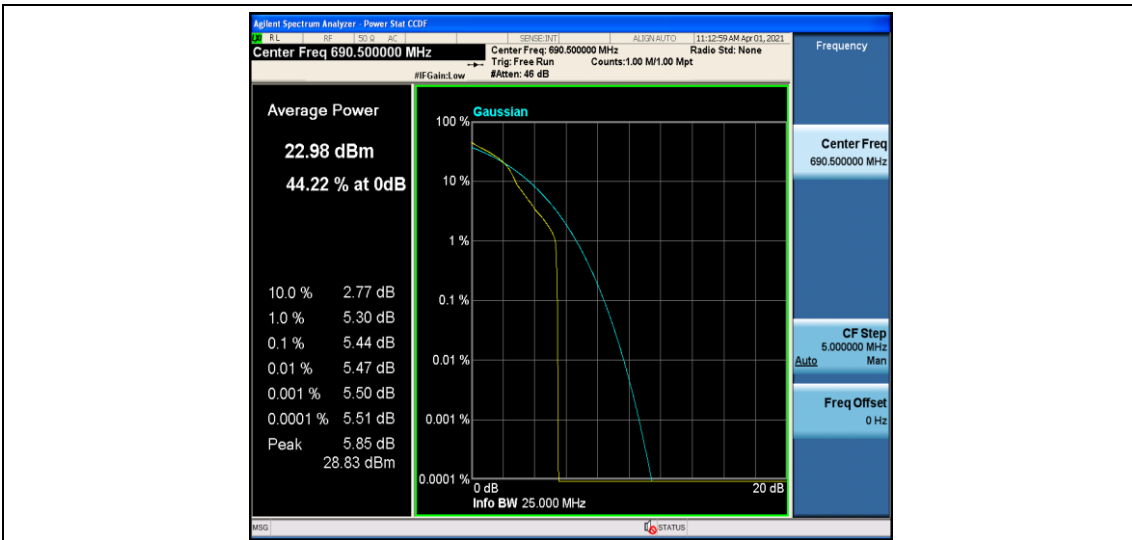 Agilent Spectrum Analyzer - Power Stat CCDF
RL RF 50 Ω AC SENSE:INT ALIGN AUTO 11:12:59 AM Apr 01, 2021
Center Freq 690.500000 MHz
Center Freq: 690.500000 MHz Radio Std: None
Trig: Free Run Counts:1.00 M/1.00 Mpt
#IFGain:Low #Atten: 46 dB
Frequency
Average Power
22.98 dBm
44.22 % at 0dB
10.0 % 2.77 dB
1.0 % 5.30 dB
0.1 % 5.44 dB
0.01 % 5.47 dB
0.001 % 5.50 dB
0.0001 % 5.51 dB
Peak 5.85 dB
28.83 dBm
Gaussian
100 %
10 %
1 %
0.1 %
0.01 %
0.001 %
0.0001 %
0 dB 20 dB
Info BW 25.000 MHz
Center Freq
690.500000 MHz
CF Step
5.000000 MHz
Auto Man
Freq Offset
0 Hz
MSG STATUS